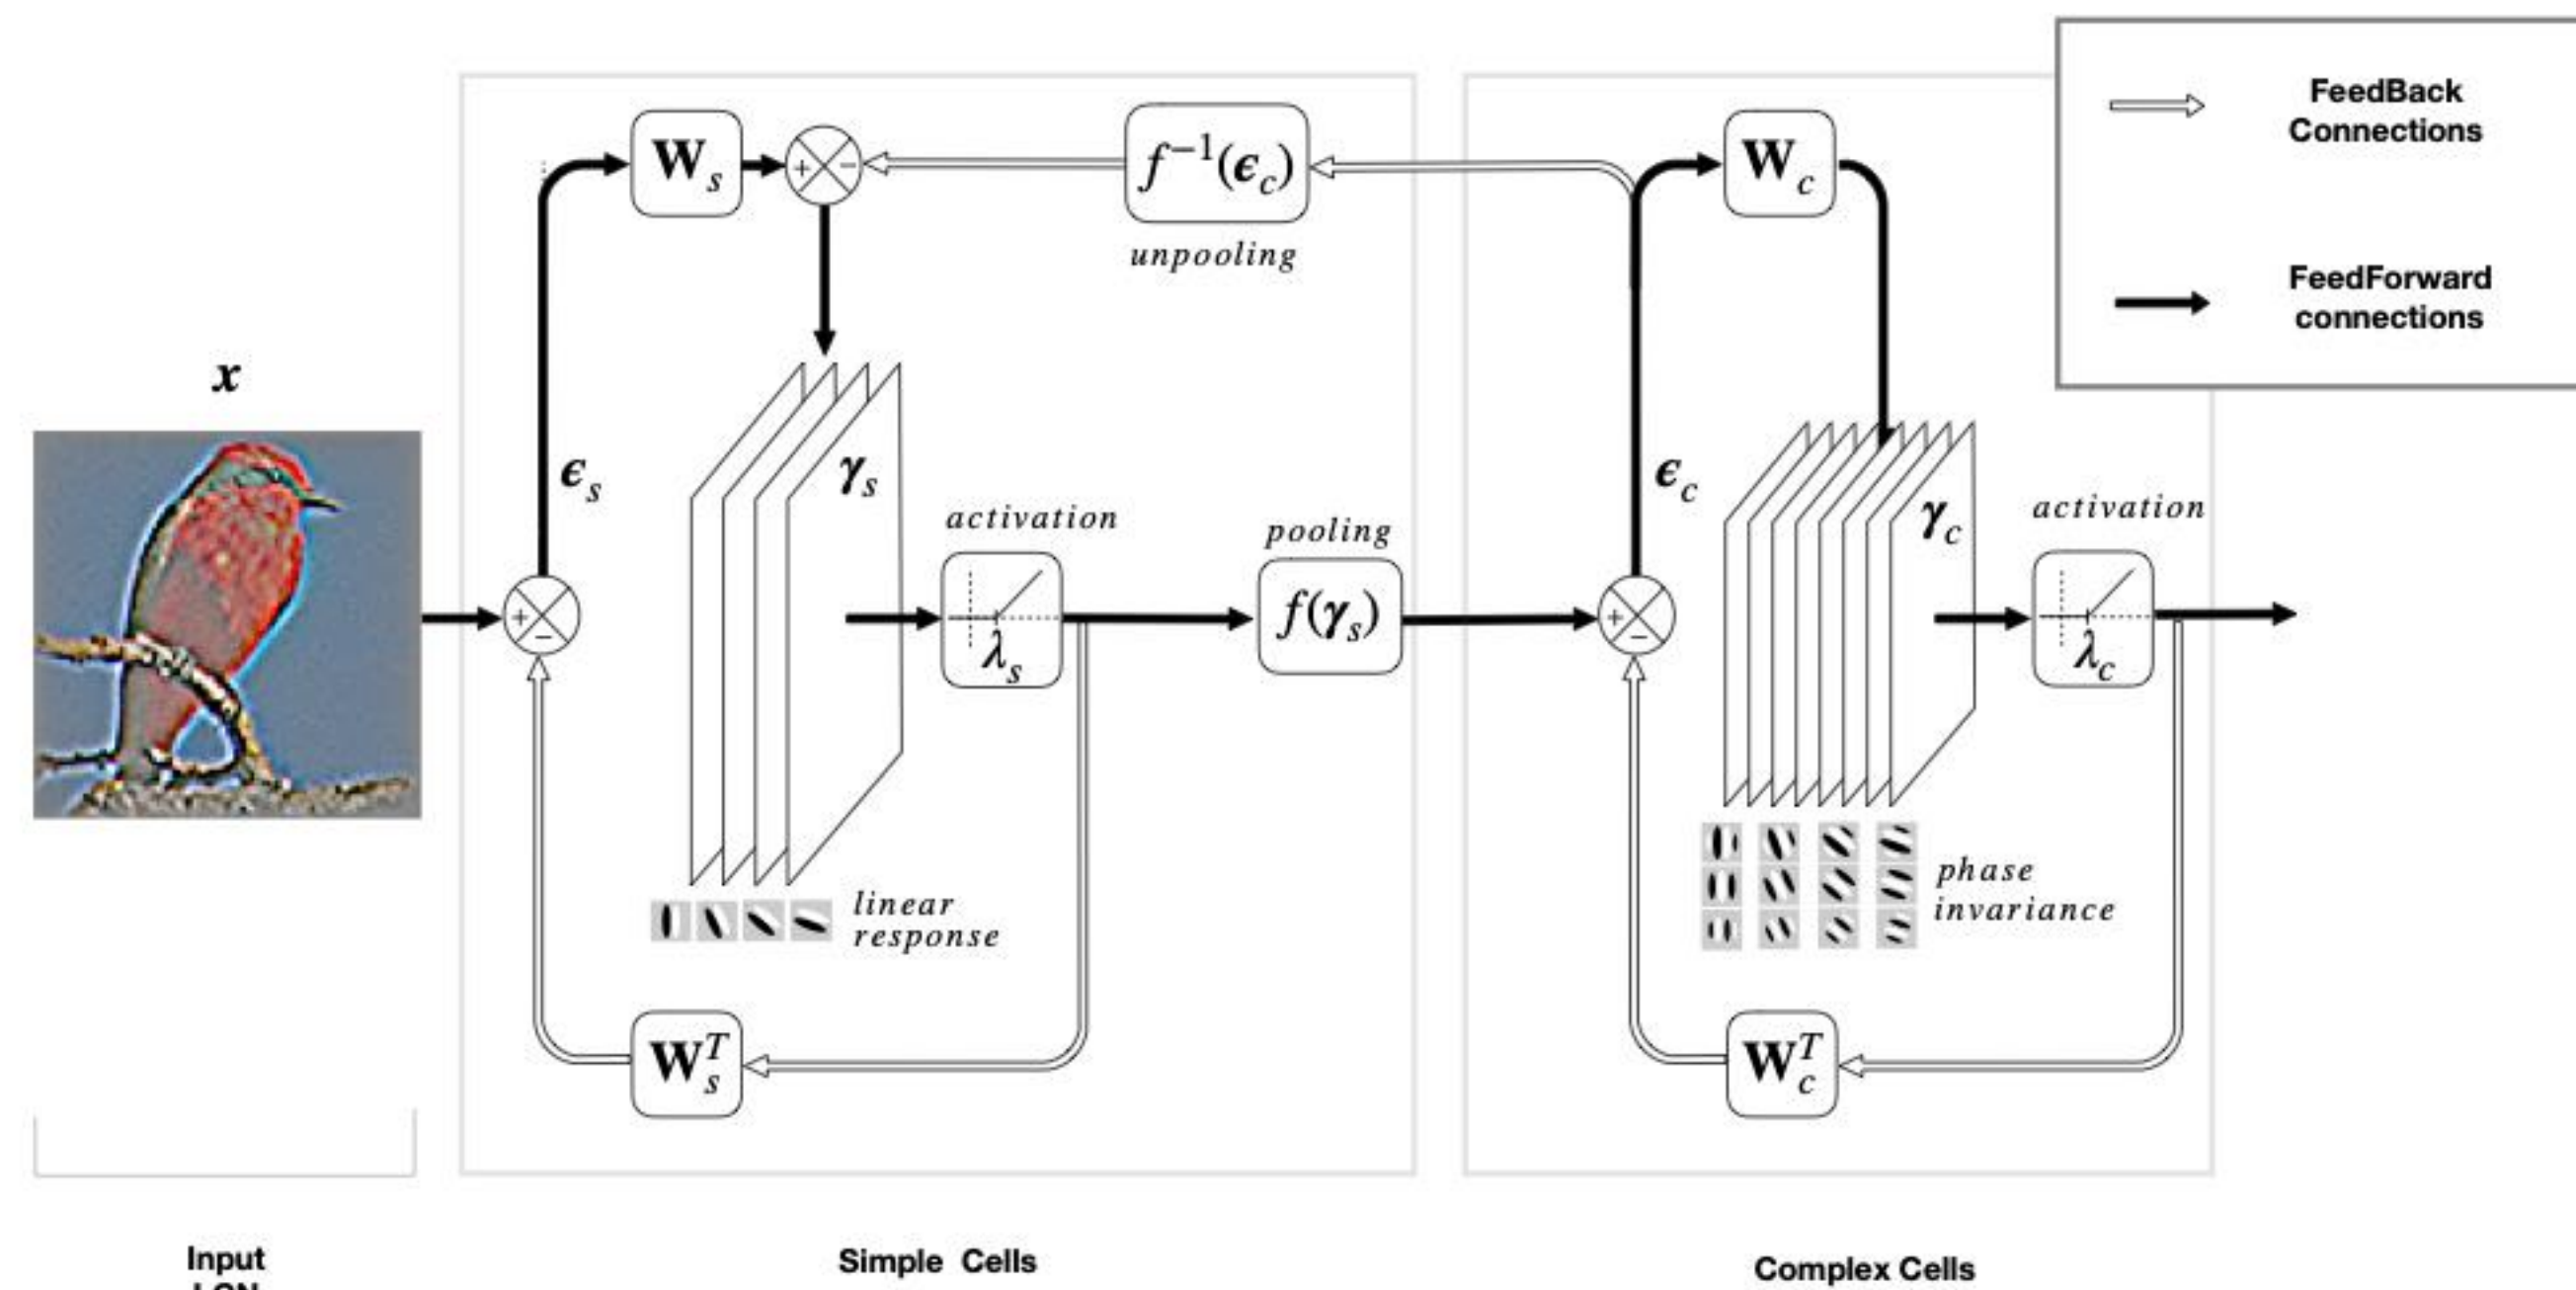 FeedBack
Connections
FeedForward
connections
W_s
+
−
f⁻¹(ϵ_c)
unpooling
W_c
x
ϵ_s
γ_s
activation
λ_s
pooling
f(γ_s)
+
−
ϵ_c
γ_c
activation
λ_c
+
−
linear
response
phase
invariance
W_s^T
W_c^T
Input
Simple Cells
Complex Cells